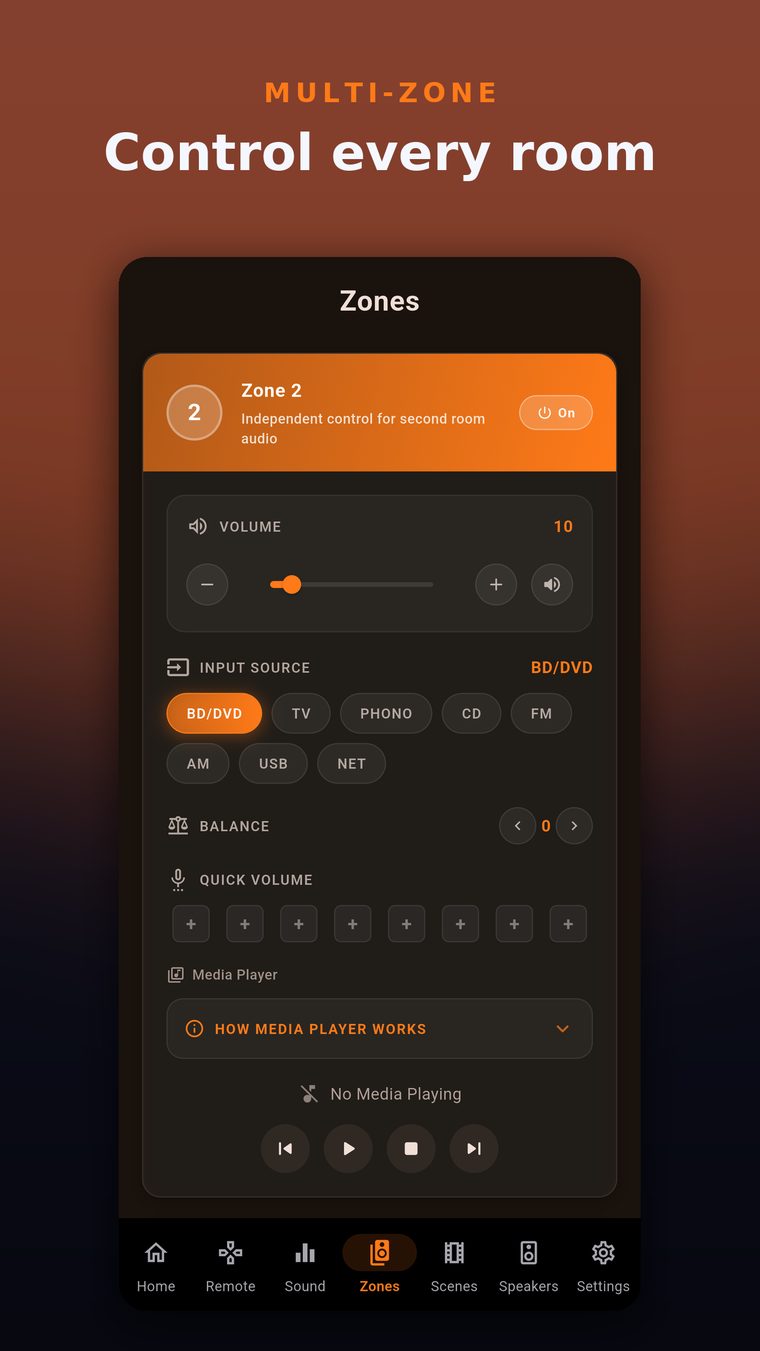 MULTI-ZONE
Control every room
Zones
2
Zone 2
Independent control for second room
audio
On
VOLUME
10
INPUT SOURCE
BD/DVD
BD/DVD
TV
PHONO
CD
FM
AM
USB
NET
BALANCE
0
QUICK VOLUME
+ + + + + + + +
Media Player
HOW MEDIA PLAYER WORKS
No Media Playing
Home
Remote
Sound
Zones
Scenes
Speakers
Settings